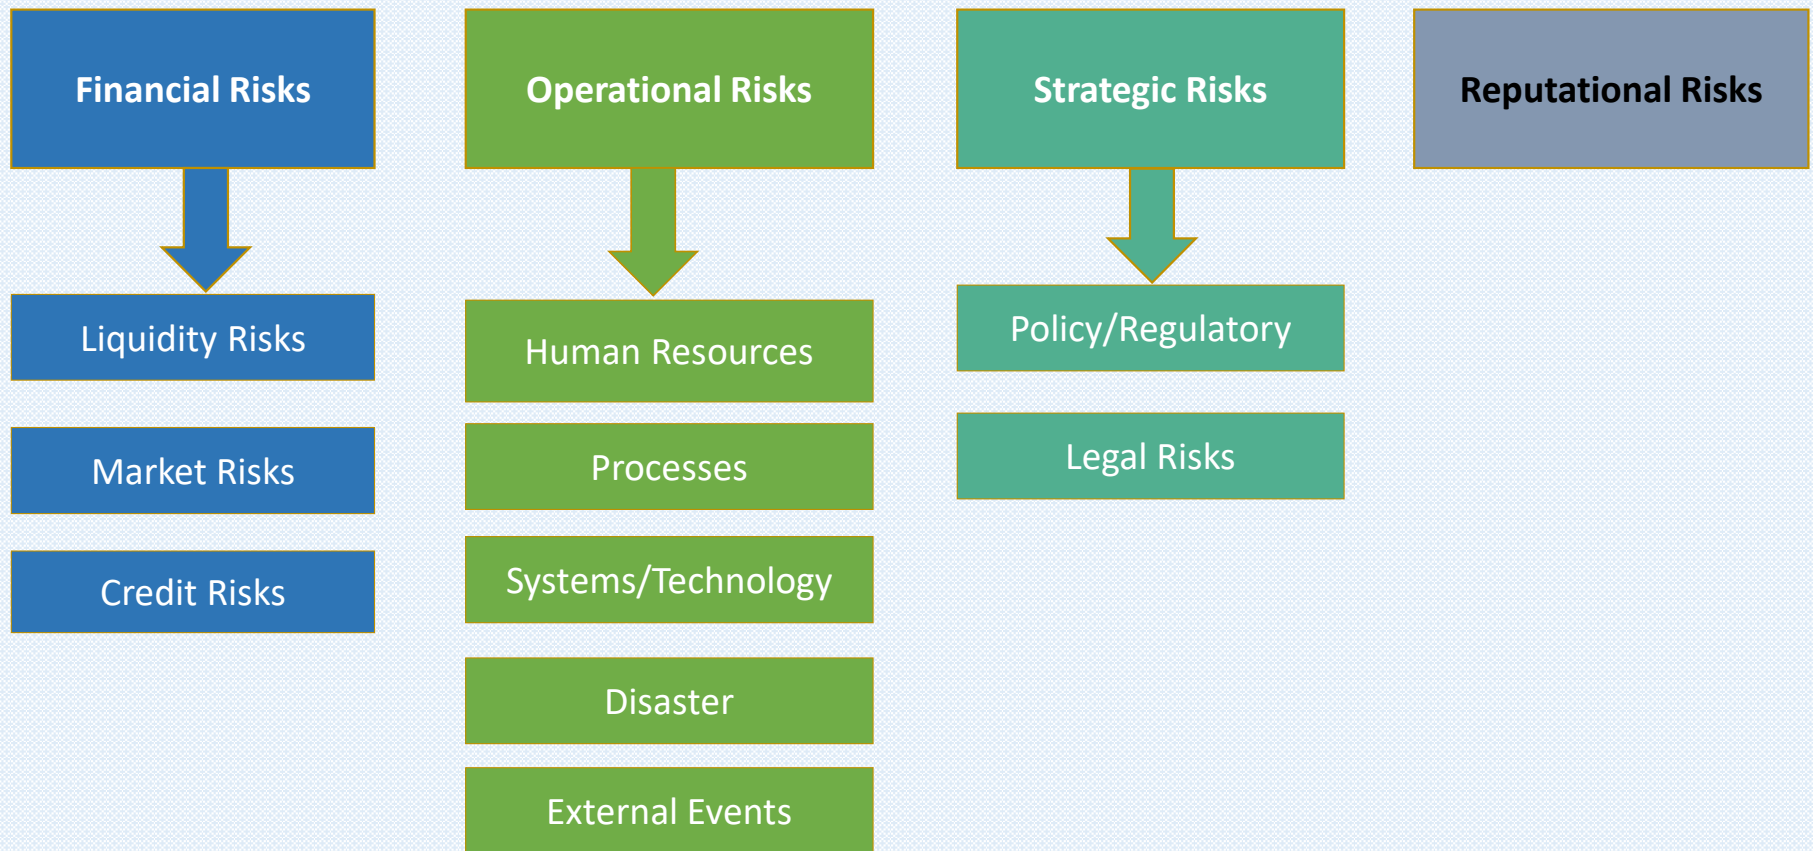 Financial Risks
Operational Risks
Strategic Risks
Reputational Risks
Liquidity Risks
Market Risks
Credit Risks
Human Resources
Processes
Systems/Technology
Disaster
External Events
Policy/Regulatory
Legal Risks